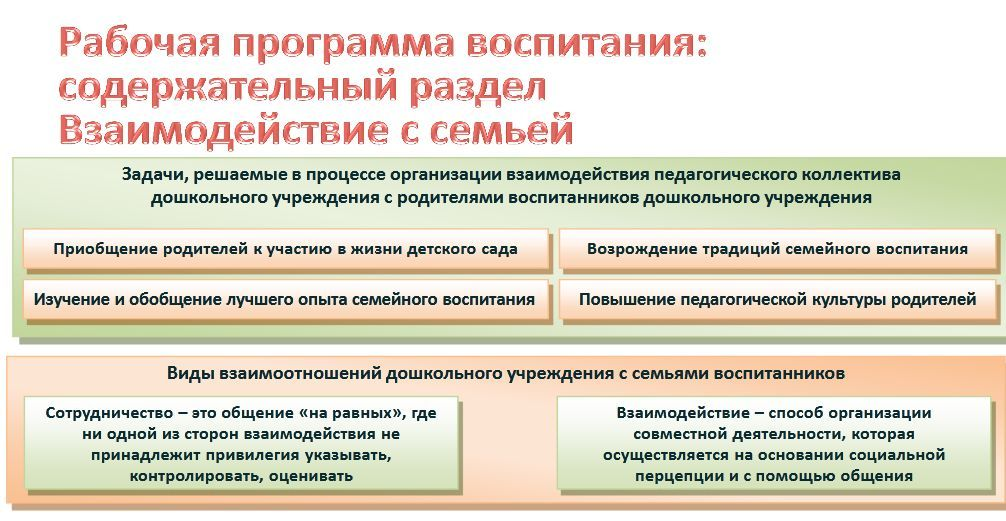 Рабочая программа воспитания:
содержательный раздел
Взаимодействие с семьей
Задачи, решаемые в процессе организации взаимодействия педагогического коллектива
дошкольного учреждения с родителями воспитанников дошкольного учреждения
Приобщение родителей к участию в жизни детского сада
Возрождение традиций семейного воспитания
Изучение и обобщение лучшего опыта семейного воспитания
Повышение педагогической культуры родителей
Виды взаимоотношений дошкольного учреждения с семьями воспитанников
Сотрудничество – это общение «на равных», где
ни одной из сторон взаимодействия не
принадлежит привилегия указывать,
контролировать, оценивать
Взаимодействие – способ организации
совместной деятельности, которая
осуществляется на основании социальной
перцепции и с помощью общения